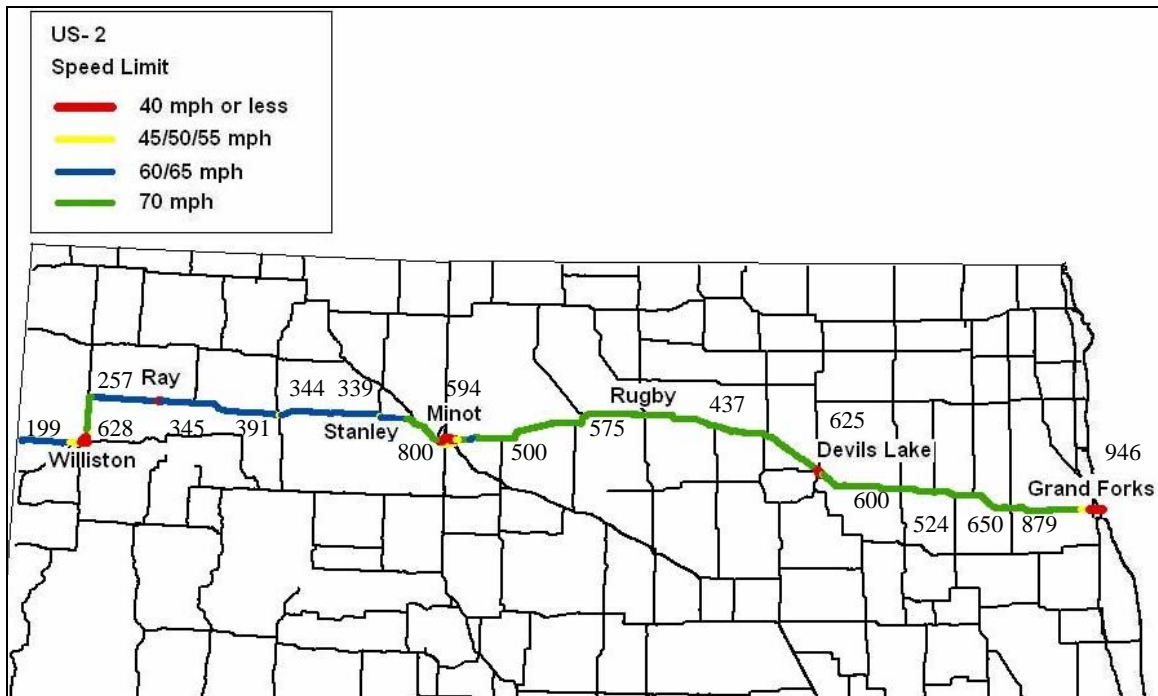 US- 2
Speed Limit
40 mph or less
45/50/55 mph
60/65 mph
70 mph
257 Ray 344 339 594
Minot Rugby 437
199 628 345 391 Stanley 575 625
Williston 800 500 Devils Lake 946
600 Grand Forks
524 650 879